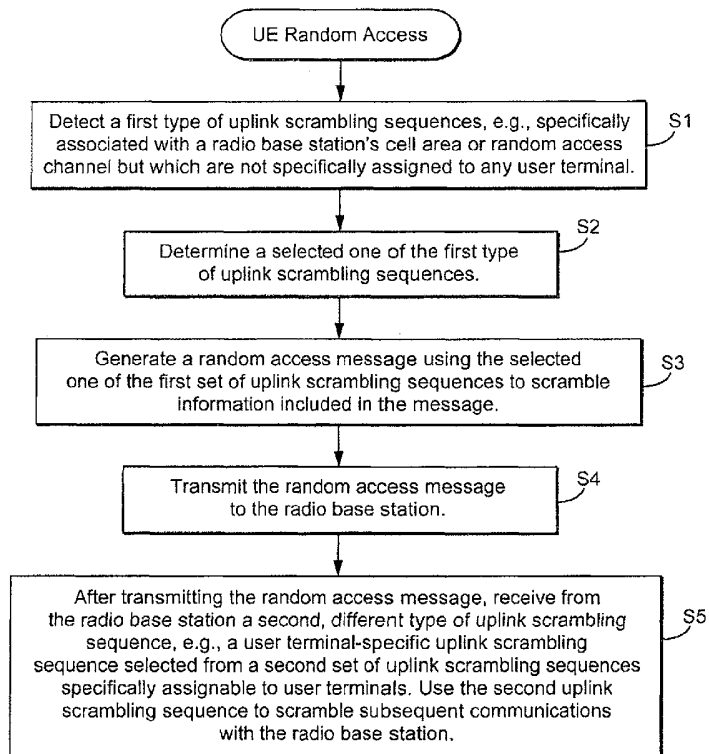 UE Random Access
Detect a first type of uplink scrambling sequences, e.g., specifically
associated with a radio base station's cell area or random access
channel but which are not specifically assigned to any user terminal.
S1
Determine a selected one of the first type
of uplink scrambling sequences.
S2
Generate a random access message using the selected
one of the first set of uplink scrambling sequences to scramble
information included in the message.
S3
Transmit the random access message
to the radio base station.
S4
After transmitting the random access message, receive from
the radio base station a second, different type of uplink scrambling
sequence, e.g., a user terminal-specific uplink scrambling
sequence selected from a second set of uplink scrambling sequences
specifically assignable to user terminals. Use the second uplink
scrambling sequence to scramble subsequent communications
with the radio base station.
S5